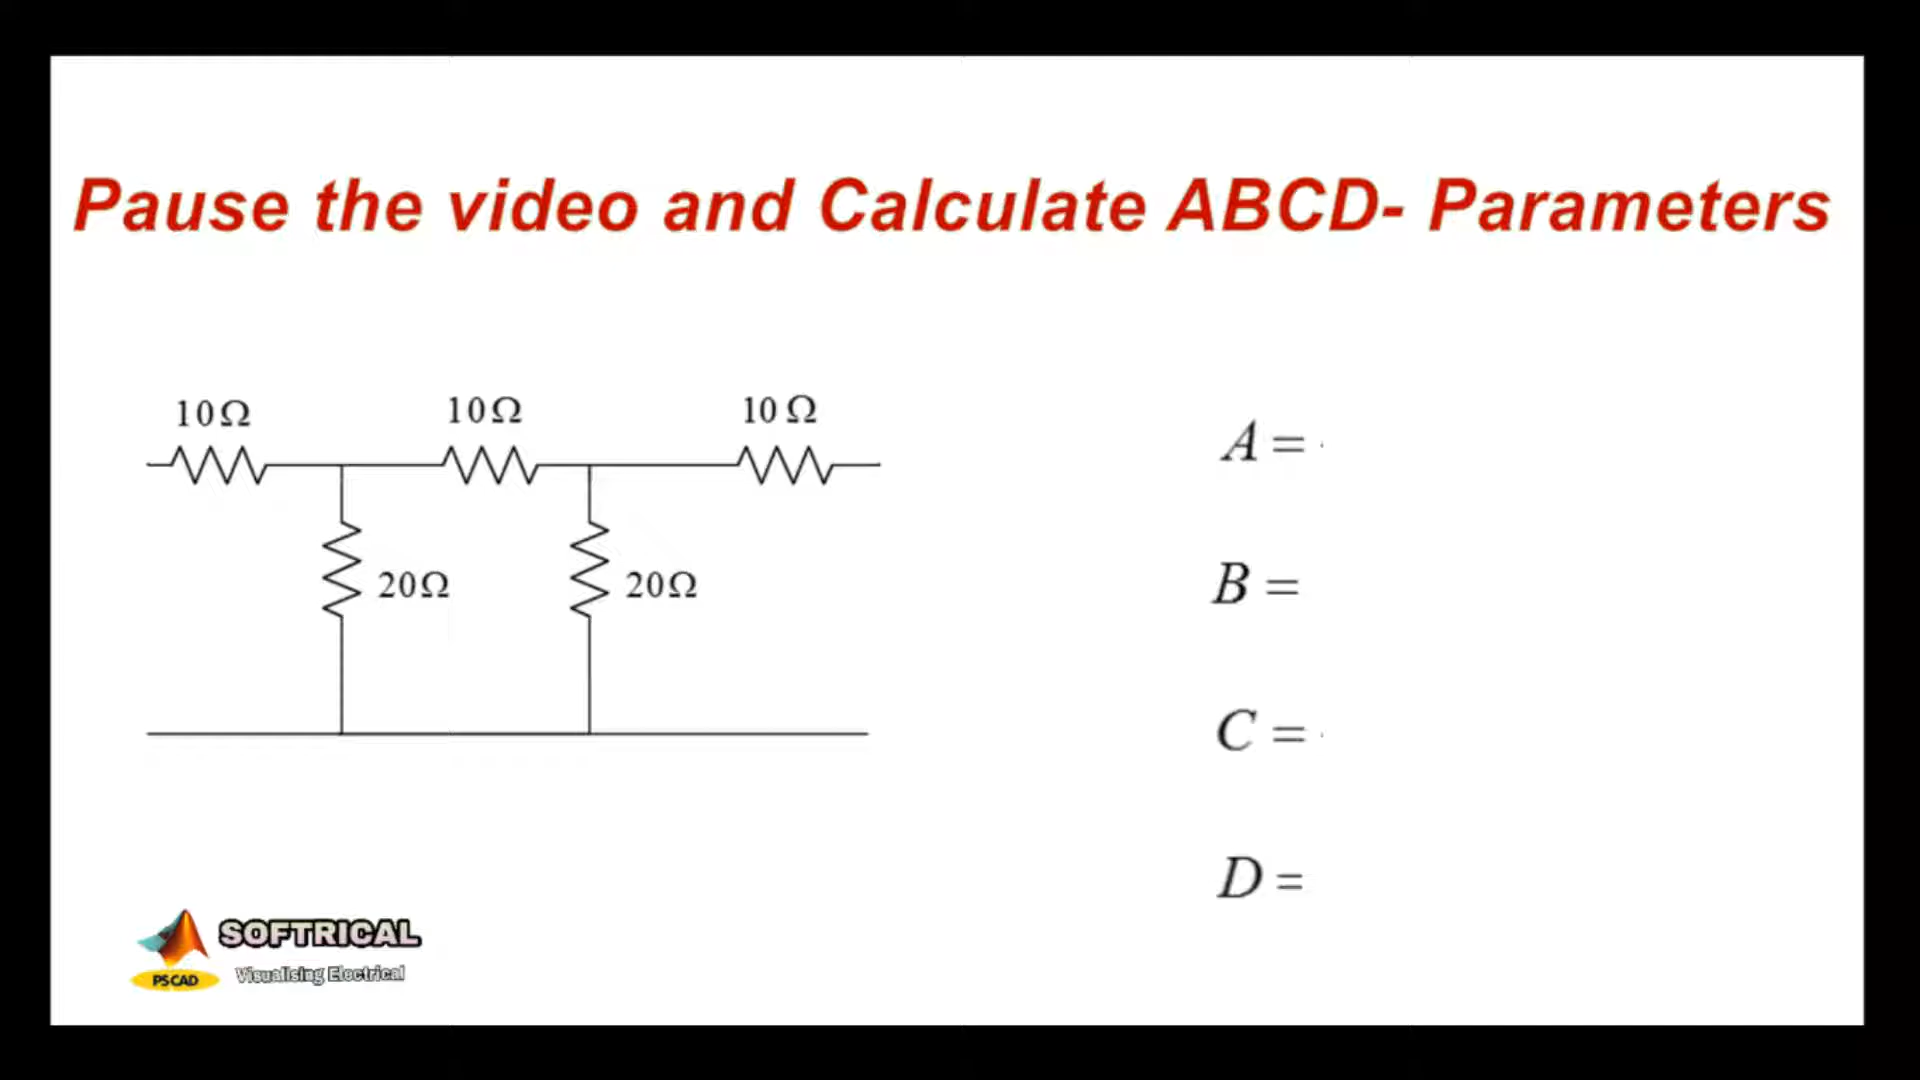 Pause the video and Calculate ABCD- Parameters
10Ω 10Ω 10 Ω
20Ω 20Ω
A =
B =
C =
D =
SOFTRICAL
PSCAD Visualising Electrical